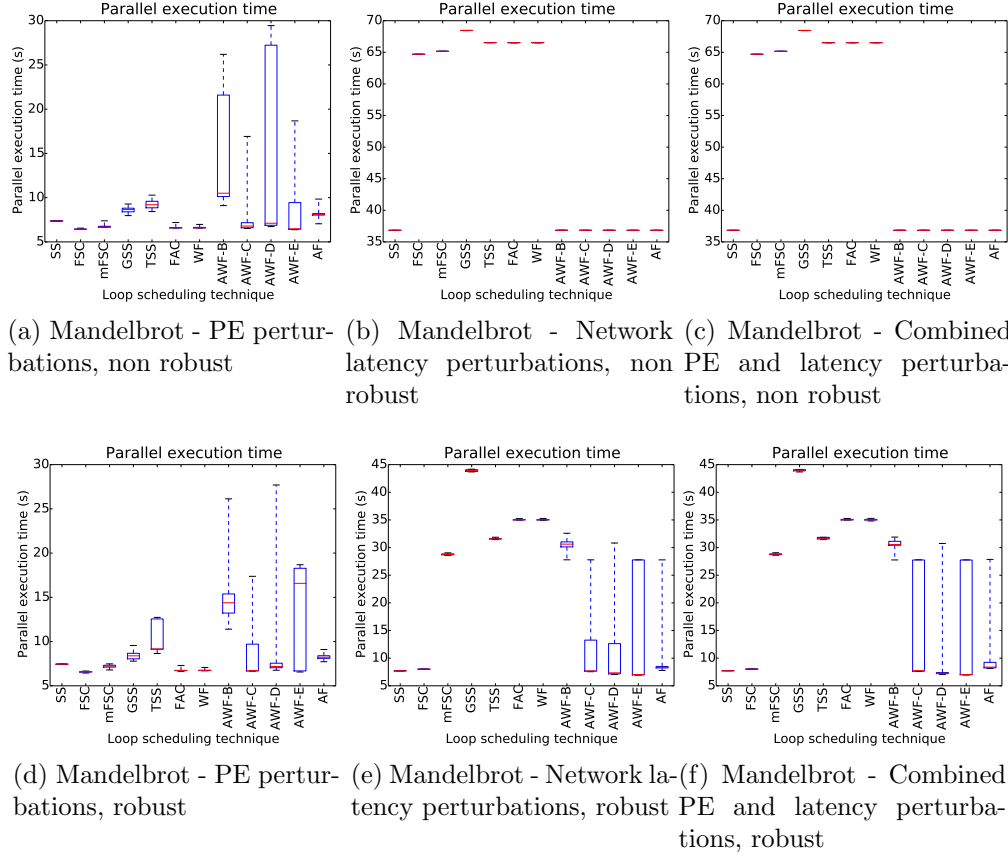 Parallel execution time
Parallel execution time (s)
30
25
20
15
10
5
SS
FSC
mFSC
GSS
TSS
FAC
WF
AWF-B
AWF-C
AWF-D
AWF-E
AF
Loop scheduling technique
(a) Mandelbrot - PE pertur-
bations, non robust
Parallel execution time
Parallel execution time (s)
70
65
60
55
50
45
40
35
SS
FSC
mFSC
GSS
TSS
FAC
WF
AWF-B
AWF-C
AWF-D
AWF-E
AF
Loop scheduling technique
(b) Mandelbrot - Network
latency perturbations, non
robust
Parallel execution time
Parallel execution time (s)
70
65
60
55
50
45
40
35
SS
FSC
mFSC
GSS
TSS
FAC
WF
AWF-B
AWF-C
AWF-D
AWF-E
AF
Loop scheduling technique
(c) Mandelbrot - Combined
PE and latency perturba-
tions, non robust
Parallel execution time
Parallel execution time (s)
30
25
20
15
10
5
SS
FSC
mFSC
GSS
TSS
FAC
WF
AWF-B
AWF-C
AWF-D
AWF-E
AF
Loop scheduling technique
(d) Mandelbrot - PE pertur-
bations, robust
Parallel execution time
Parallel execution time (s)
45
40
35
30
25
20
15
10
5
SS
FSC
mFSC
GSS
TSS
FAC
WF
AWF-B
AWF-C
AWF-D
AWF-E
AF
Loop scheduling technique
(e) Mandelbrot - Network la-
tency perturbations, robust
Parallel execution time
Parallel execution time (s)
45
40
35
30
25
20
15
10
5
SS
FSC
mFSC
GSS
TSS
FAC
WF
AWF-B
AWF-C
AWF-D
AWF-E
AF
Loop scheduling technique
(f) Mandelbrot - Combined
PE and latency perturba-
tions, robust